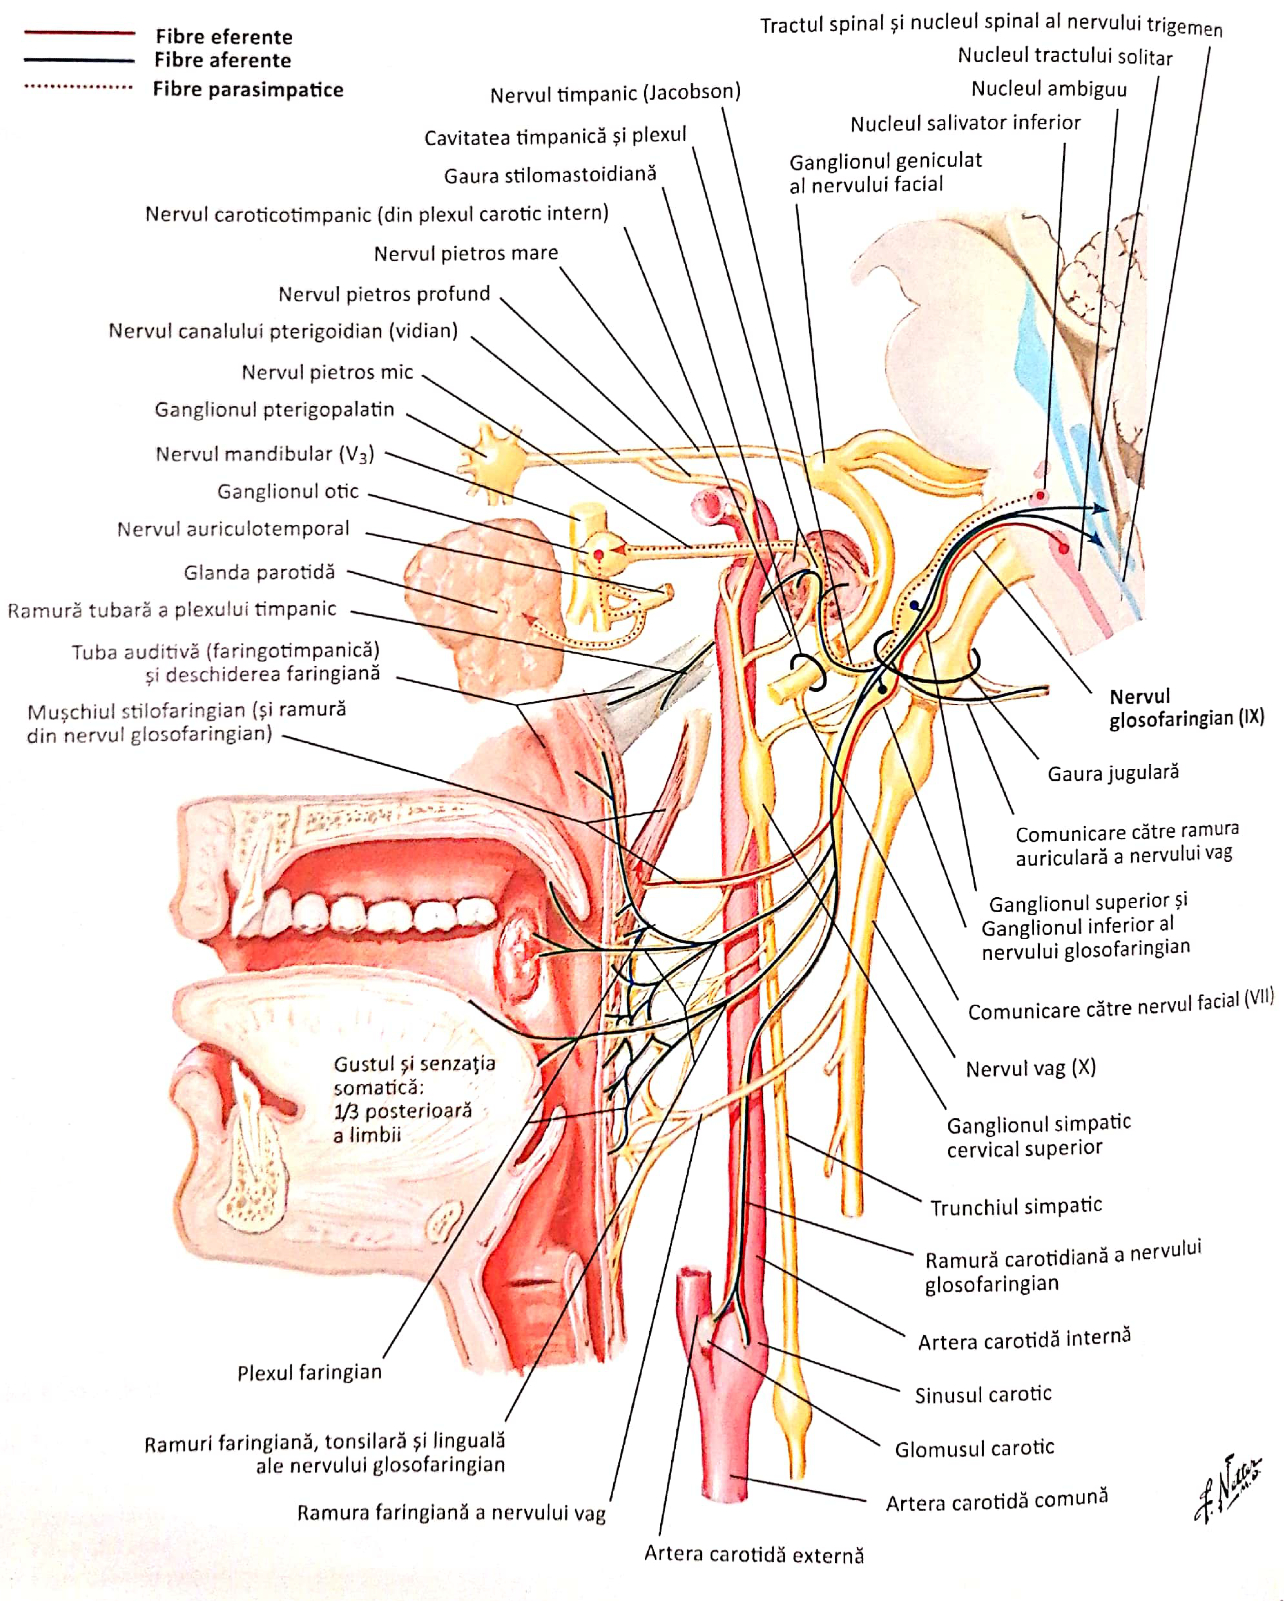 Fibre eferente
Fibre aferente
Fibre parasimpatice
Tractul spinal și nucleul spinal al nervului trigemen
Nucleul tractului solitar
Nucleul ambiguu
Nucleul salivator inferior
Ganglionul geniculat
al nervului facial
Nervul timpanic (Jacobson)
Cavitatea timpanică și plexul
Gaura stilomastoidiană
Nervul caroticotimpanic (din plexul carotic intern)
Nervul pietros mare
Nervul pietros profund
Nervul canalului pterigoidian (vidian)
Nervul pietros mic
Ganglionul pterigopalatin
Nervul mandibular (V₃)
Ganglionul otic
Nervul auriculotemporal
Glanda parotidă
Ramură tubară a plexului timpanic
Tuba auditivă (faringotimpanică)
și deschiderea faringiană
Mușchiul stilofaringian (și ramură
din nervul glosofaringian)
Nervul
glosofaringian (IX)
Gaura jugulară
Comunicare către ramura
auriculară a nervului vag
Ganglionul superior și
Ganglionul inferior al
nervului glosofaringian
Comunicare către nervul facial (VII)
Nervul vag (X)
Ganglionul simpatic
cervical superior
Trunchiul simpatic
Ramură carotidiană a nervului
glosofaringian
Artera carotidă internă
Sinusul carotic
Glomusul carotic
Artera carotidă comună
Gustul și senzația
somatică:
1/3 posterioară
a limbii
Plexul faringian
Ramuri faringiană, tonsilară și linguală
ale nervului glosofaringian
Ramura faringiană a nervului vag
Artera carotidă externă
F. Netter
M.D.